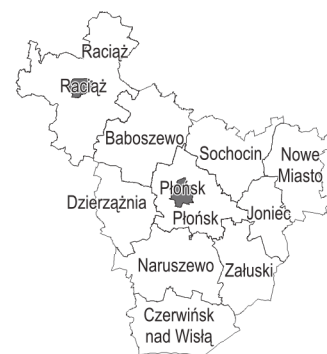 Raciąż
Raciąż
Baboszewo
Sochocin
Nowe
Miasto
Płońsk
Dzierzążnia
Płońsk
Joniec
Naruszewo
Załuski
Czerwińsk
nad Wisłą